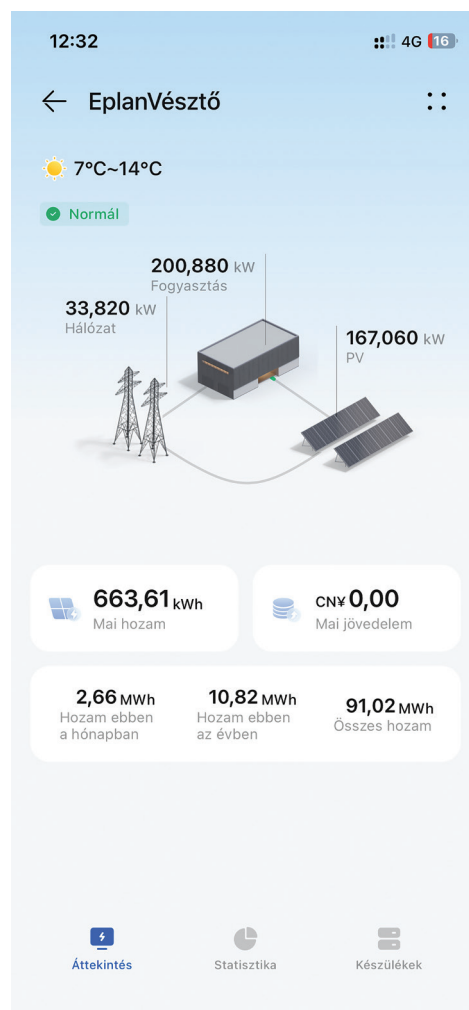 12:32
4G 16
EplanVésztő
7°C~14°C
Normál
200,880 kW
Fogyasztás
33,820 kW
Hálózat
167,060 kW
PV
663,61 kWh
Mai hozam
CN¥ 0,00
Mai jövedelem
2,66 MWh
Hozam ebben
a hónapban
10,82 MWh
Hozam ebben
az évben
91,02 MWh
Összes hozam
Áttekintés
Statisztika
Készülékek